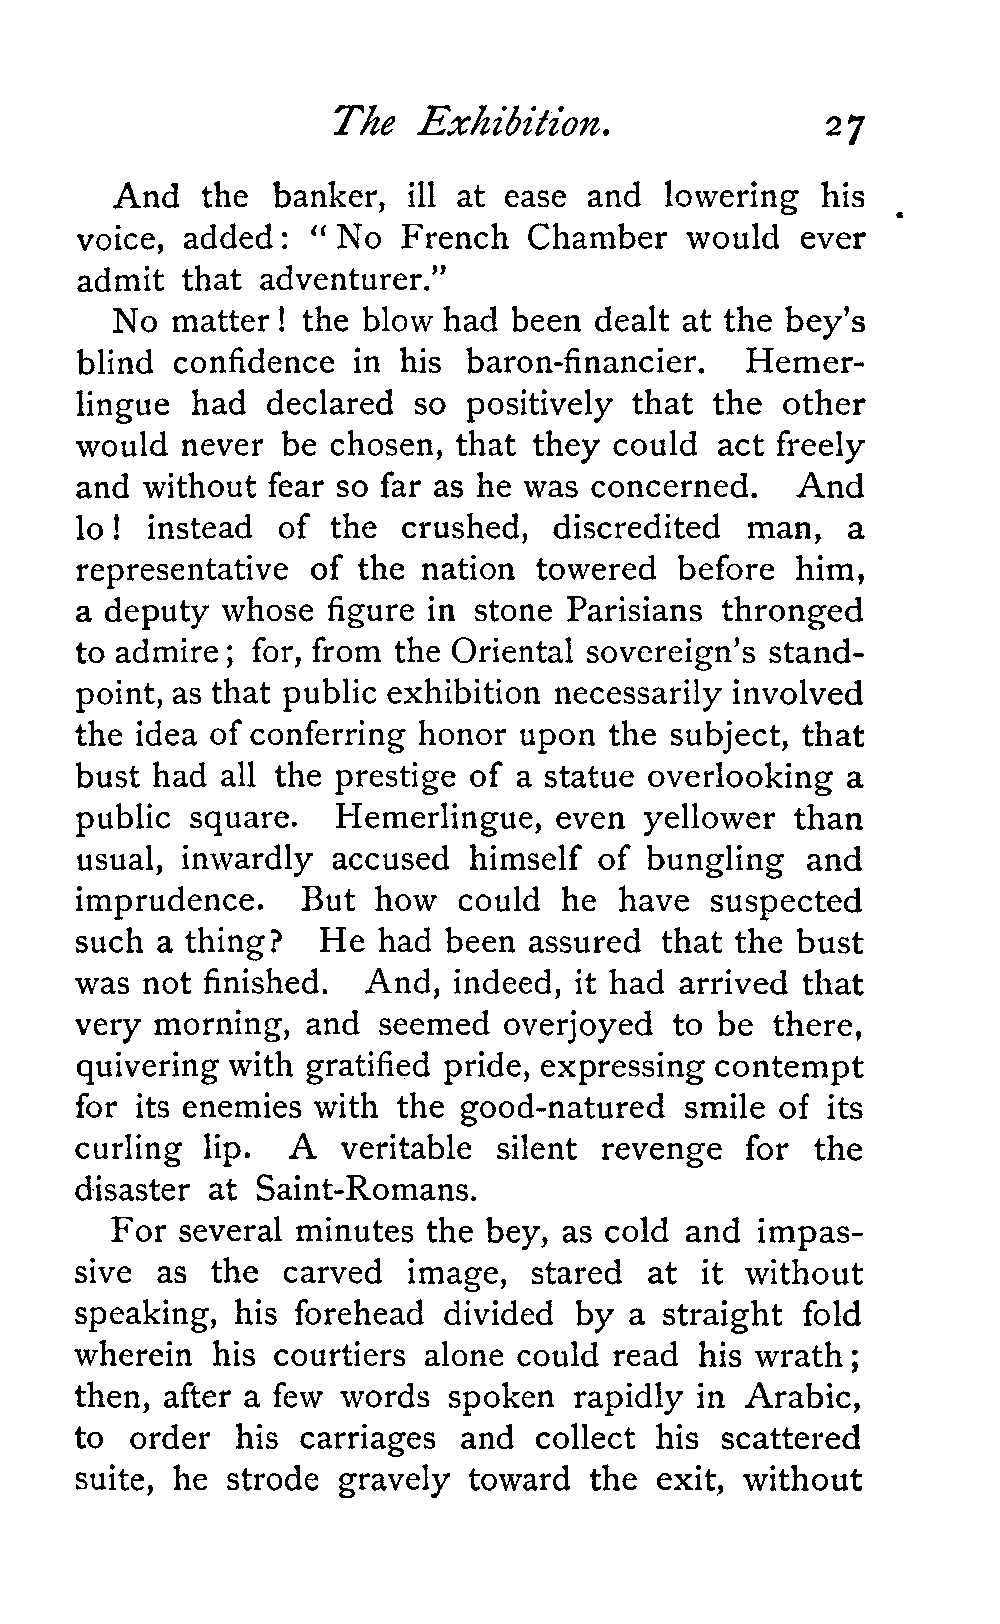 The Exhibition. 27
And the banker, ill at ease and lowering his
voice, added: “No French Chamber would ever
admit that adventurer.”
No matter! the blow had been dealt at the bey's
blind confidence in his baron-financier. Hemer-
lingue had declared so positively that the other
would never be chosen, that they could act freely
and without fear so far as he was concerned. And
lo! instead of the crushed, discredited man, a
representative of the nation towered before him,
a deputy whose figure in stone Parisians thronged
to admire; for, from the Oriental sovereign's stand-
point, as that public exhibition necessarily involved
the idea of conferring honor upon the subject, that
bust had all the prestige of a statue overlooking a
public square. Hemerlingue, even yellower than
usual, inwardly accused himself of bungling and
imprudence. But how could he have suspected
such a thing? He had been assured that the bust
was not finished. And, indeed, it had arrived that
very morning, and seemed overjoyed to be there,
quivering with gratified pride, expressing contempt
for its enemies with the good-natured smile of its
curling lip. A veritable silent revenge for the
disaster at Saint-Romans.
For several minutes the bey, as cold and impas-
sive as the carved image, stared at it without
speaking, his forehead divided by a straight fold
wherein his courtiers alone could read his wrath;
then, after a few words spoken rapidly in Arabic,
to order his carriages and collect his scattered
suite, he strode gravely toward the exit, without